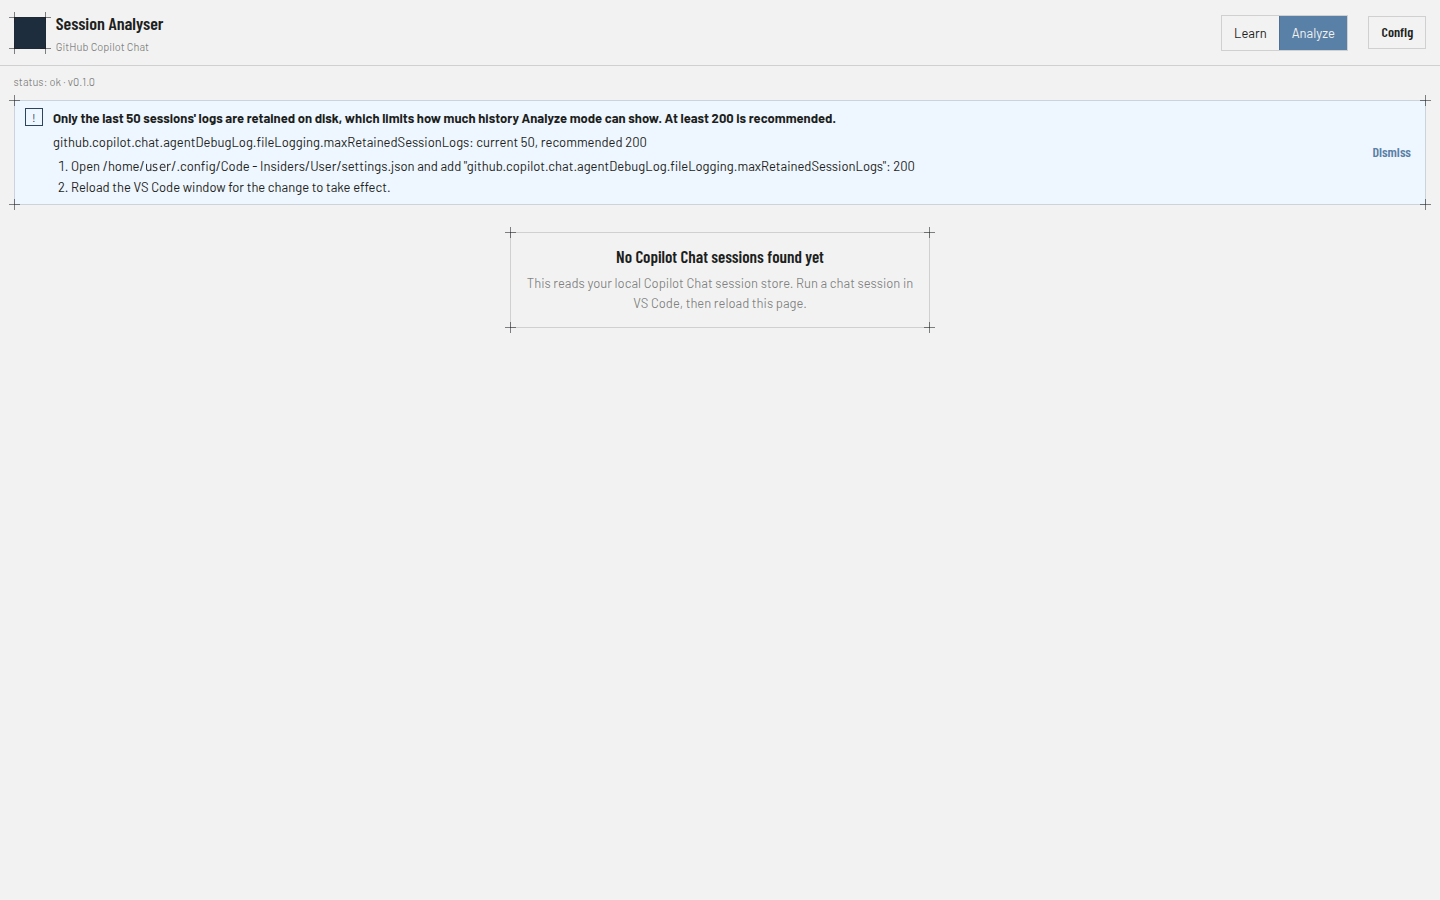 Session Analyser
GitHub Copilot Chat
Learn
Analyze
Config
status: ok · v0.1.0
!
Only the last 50 sessions' logs are retained on disk, which limits how much history Analyze mode can show. At least 200 is recommended.
github.copilot.chat.agentDebugLog.fileLogging.maxRetainedSessionLogs: current 50, recommended 200
1. Open /home/user/.config/Code - Insiders/User/settings.json and add "github.copilot.chat.agentDebugLog.fileLogging.maxRetainedSessionLogs": 200
2. Reload the VS Code window for the change to take effect.
Dismiss
No Copilot Chat sessions found yet
This reads your local Copilot Chat session store. Run a chat session in
VS Code, then reload this page.